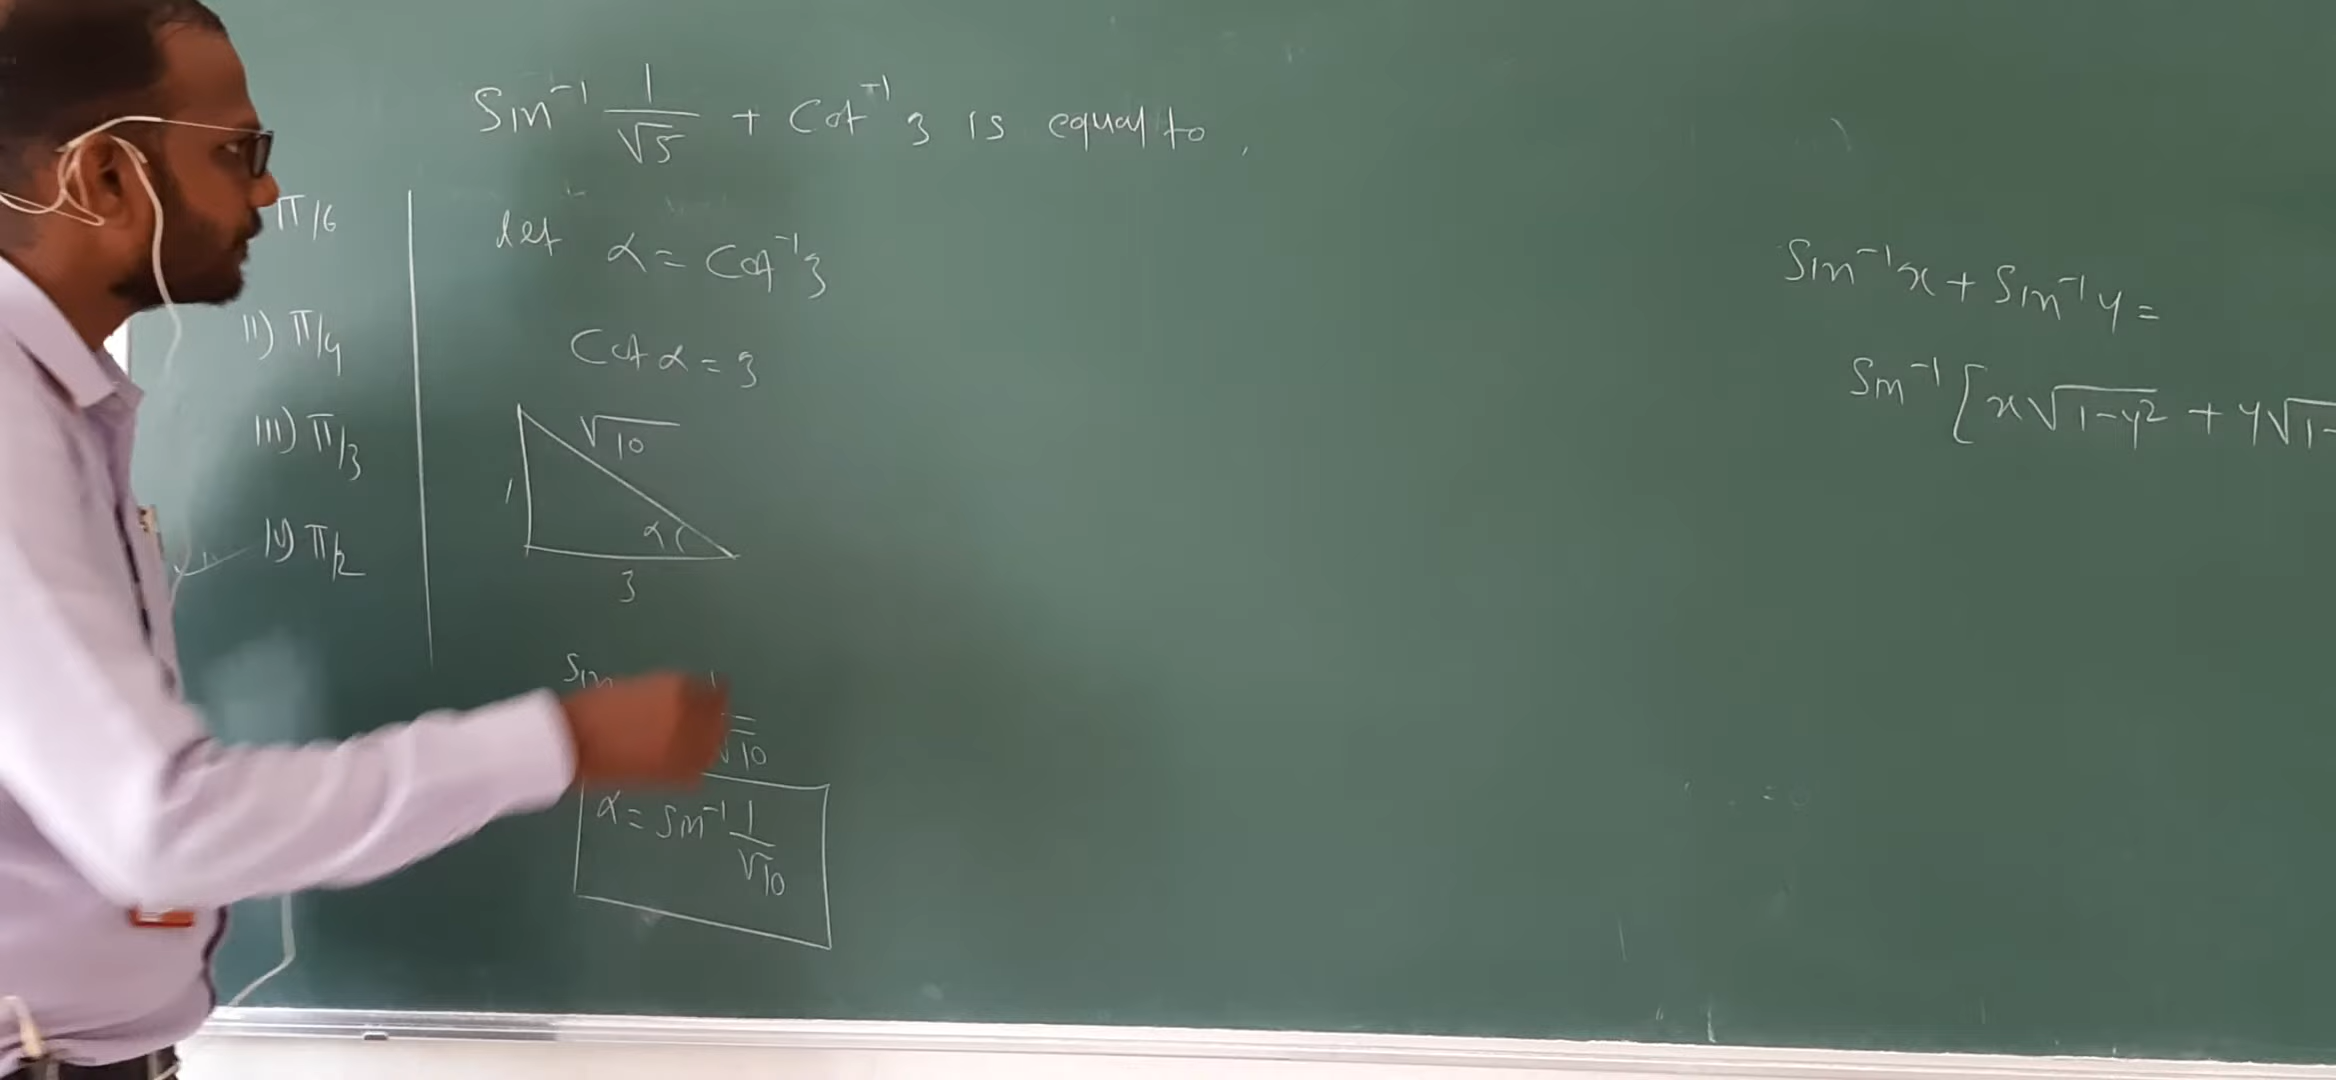 Sin⁻¹ 1/√5 + Cot⁻¹ 3 is equal to,
π/6
II) π/4
III) π/3
IV) π/2
let α = Cot⁻¹3
Cot α = 3
√10
1
α
3
Sin
1
√10
α = Sin⁻¹ 1/√10
Sin⁻¹x + Sin⁻¹y =
Sin⁻¹ [x√1-y² + y√1-